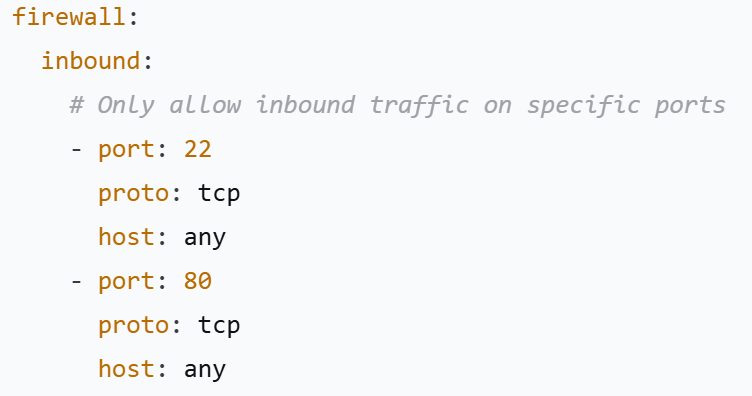 firewall:
  inbound:
    # Only allow inbound traffic on specific ports
    - port: 22
      proto: tcp
      host: any
    - port: 80
      proto: tcp
      host: any